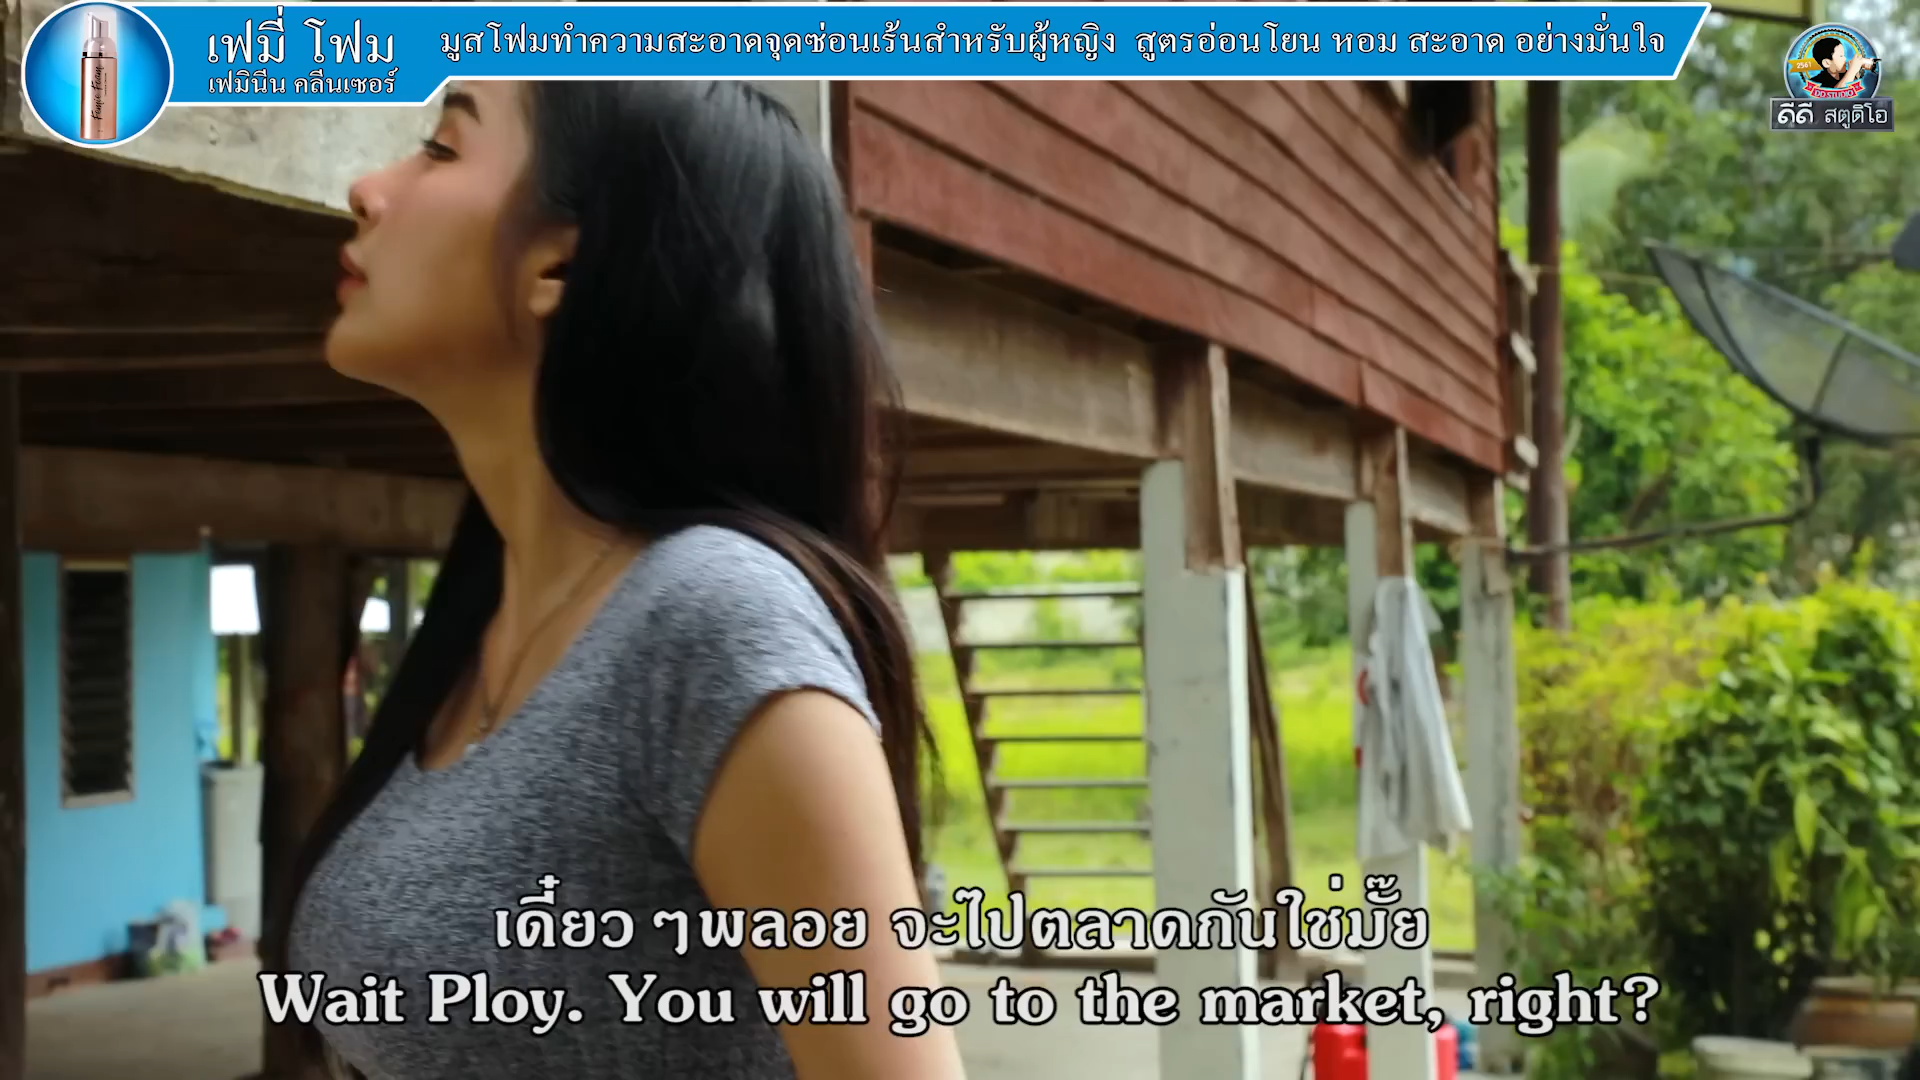 เฟมี่ โฟม
เฟมินีน คลีนเซอร์
มูสโฟมทำความสะอาดจุดซ่อนเร้นสำหรับผู้หญิง สูตรอ่อนโยน หอม สะอาด อย่างมั่นใจ
Famie Foam
2561
DD STUDIO
ดีดี สตูดิโอ
เดี๋ยว ๆ พลอย จะไปตลาดกันใช่มั๊ย
Wait Ploy. You will go to the market, right?